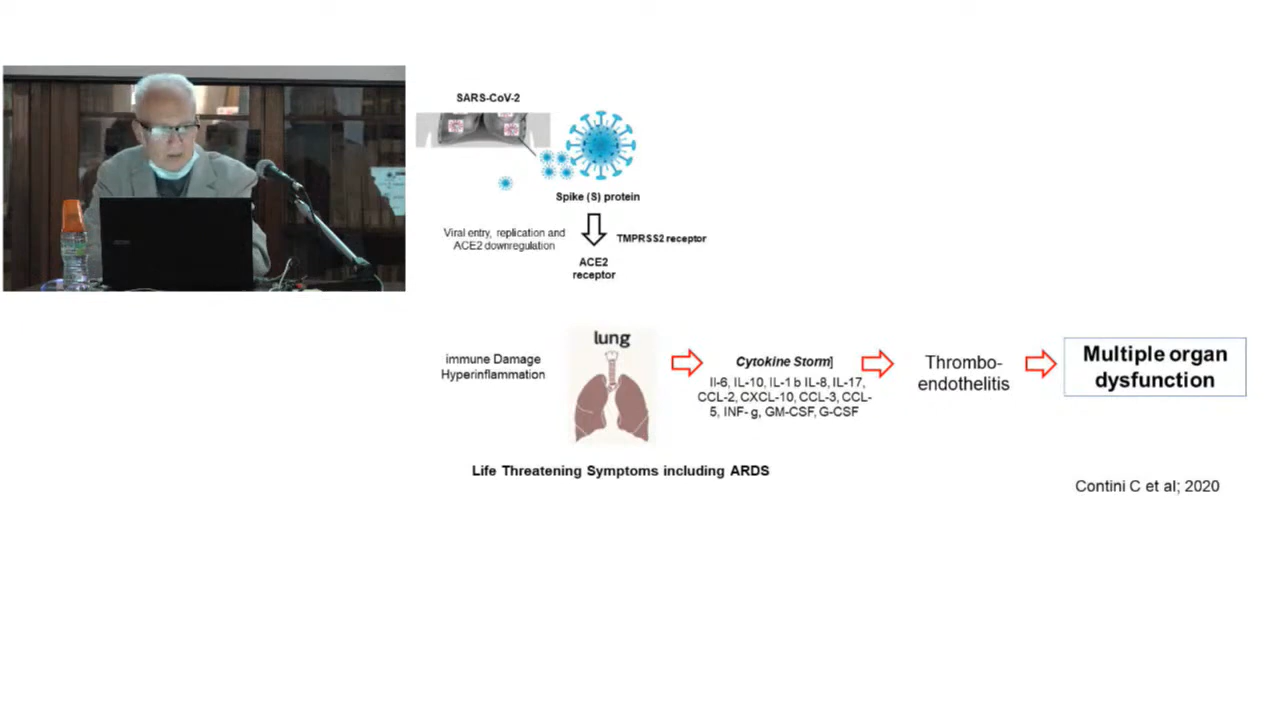 SARS-CoV-2
Spike (S) protein
Viral entry, replication and
ACE2 downregulation
TMPRSS2 receptor
ACE2
receptor
immune Damage
Hyperinflammation
lung
Cytokine Storm]
Il-6, IL-10, IL-1 b IL-8, IL-17,
CCL-2, CXCL-10, CCL-3, CCL-
5, INF- g, GM-CSF, G-CSF
Thrombo-
endothelitis
Multiple organ
dysfunction
Life Threatening Symptoms including ARDS
Contini C et al; 2020